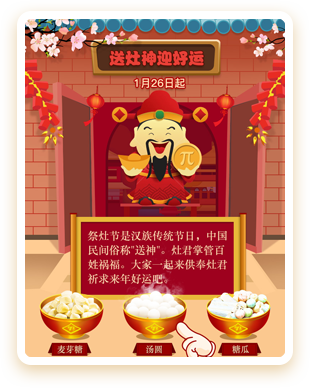 送灶神迎好运
1月26日起
π
祭灶节是汉族传统节日，中国
民间俗称"送神"。灶君掌管百
姓祸福。大家一起来供奉灶君
祈求来年好运吧。
麦芽糖
汤圆
糖瓜